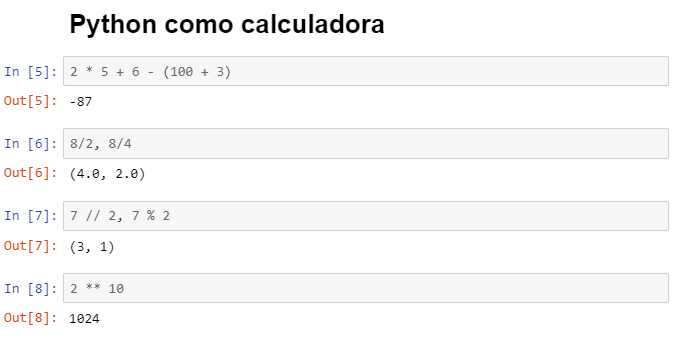 Python como calculadora
In [5]: 2 * 5 + 6 - (100 + 3)
Out[5]: -87
In [6]: 8/2, 8/4
Out[6]: (4.0, 2.0)
In [7]: 7 // 2, 7 % 2
Out[7]: (3, 1)
In [8]: 2 ** 10
Out[8]: 1024